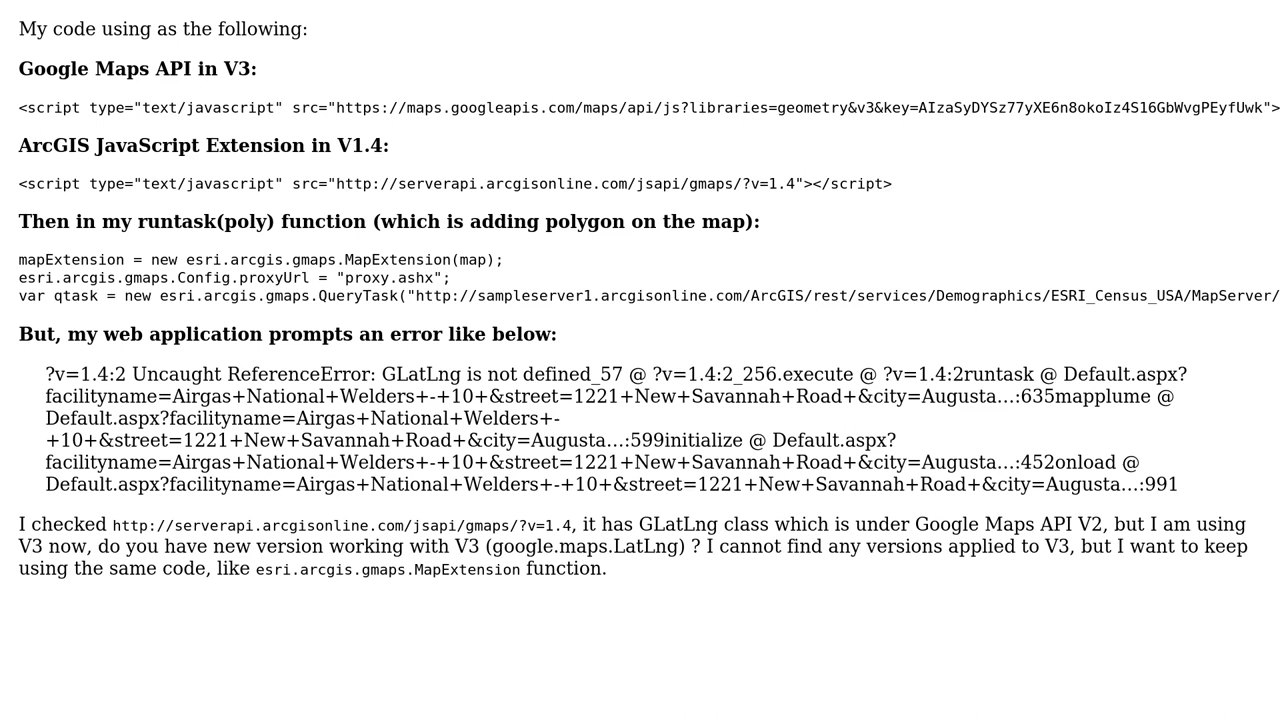 My code using as the following:
Google Maps API in V3:
<script type="text/javascript" src="https://maps.googleapis.com/maps/api/js?libraries=geometry&v3&key=AIzaSyDYSz77yXE6n8okoIz4S16GbWvgPEyfUwk">
ArcGIS JavaScript Extension in V1.4:
<script type="text/javascript" src="http://serverapi.arcgisonline.com/jsapi/gmaps/?v=1.4"></script>
Then in my runtask(poly) function (which is adding polygon on the map):
mapExtension = new esri.arcgis.gmaps.MapExtension(map);
esri.arcgis.gmaps.Config.proxyUrl = "proxy.ashx";
var qtask = new esri.arcgis.gmaps.QueryTask("http://sampleserver1.arcgisonline.com/ArcGIS/rest/services/Demographics/ESRI_Census_USA/MapServer/
But, my web application prompts an error like below:
?v=1.4:2 Uncaught ReferenceError: GLatLng is not defined_57 @ ?v=1.4:2_256.execute @ ?v=1.4:2runtask @ Default.aspx?
facilityname=Airgas+National+Welders+-+10+&street=1221+New+Savannah+Road+&city=Augusta…:635mapplume @
Default.aspx?facilityname=Airgas+National+Welders+-
+10+&street=1221+New+Savannah+Road+&city=Augusta…:599initialize @ Default.aspx?
facilityname=Airgas+National+Welders+-+10+&street=1221+New+Savannah+Road+&city=Augusta…:452onload @
Default.aspx?facilityname=Airgas+National+Welders+-+10+&street=1221+New+Savannah+Road+&city=Augusta…:991
I checked http://serverapi.arcgisonline.com/jsapi/gmaps/?v=1.4, it has GLatLng class which is under Google Maps API V2, but I am using
V3 now, do you have new version working with V3 (google.maps.LatLng) ? I cannot find any versions applied to V3, but I want to keep
using the same code, like esri.arcgis.gmaps.MapExtension function.